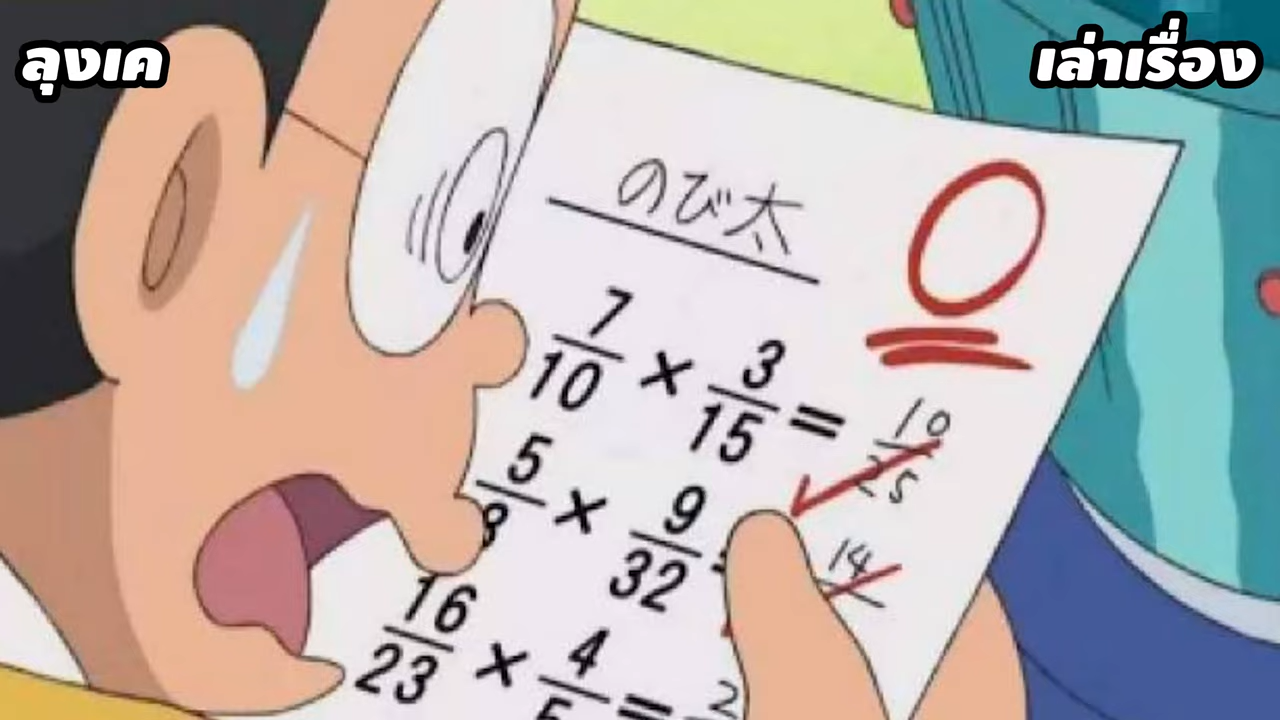 ลุงเค
เล่าเรื่อง
のび太
0
7/10 × 3/15 = 10/25
5/8 × 9/32 = 14/
16/23 × 4/5 = 2